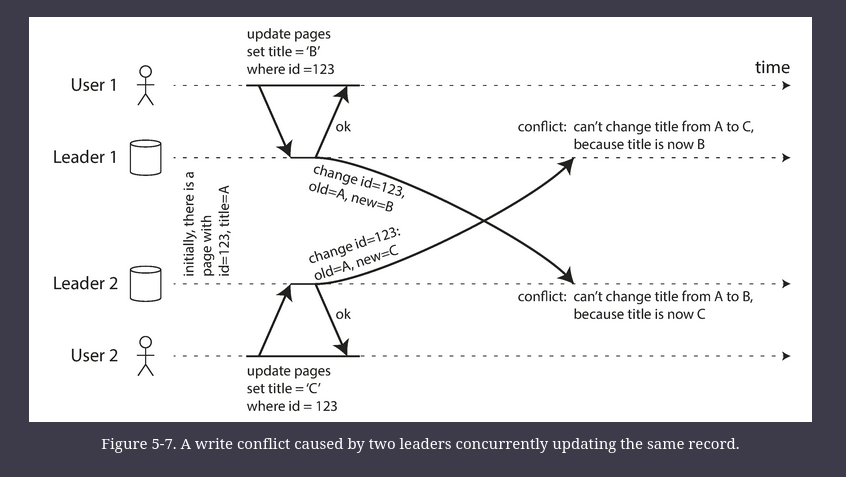 update pages
set title = ‘B’
where id =123
time
User 1
ok
conflict: can’t change title from A to C,
because title is now B
Leader 1
change id=123,
old=A, new=B
initially, there is a
page with
id=123, title=A
change id=123:
old=A, new=C
Leader 2
conflict: can’t change title from A to B,
because title is now C
ok
User 2
update pages
set title = ‘C’
where id = 123
Figure 5-7. A write conflict caused by two leaders concurrently updating the same record.